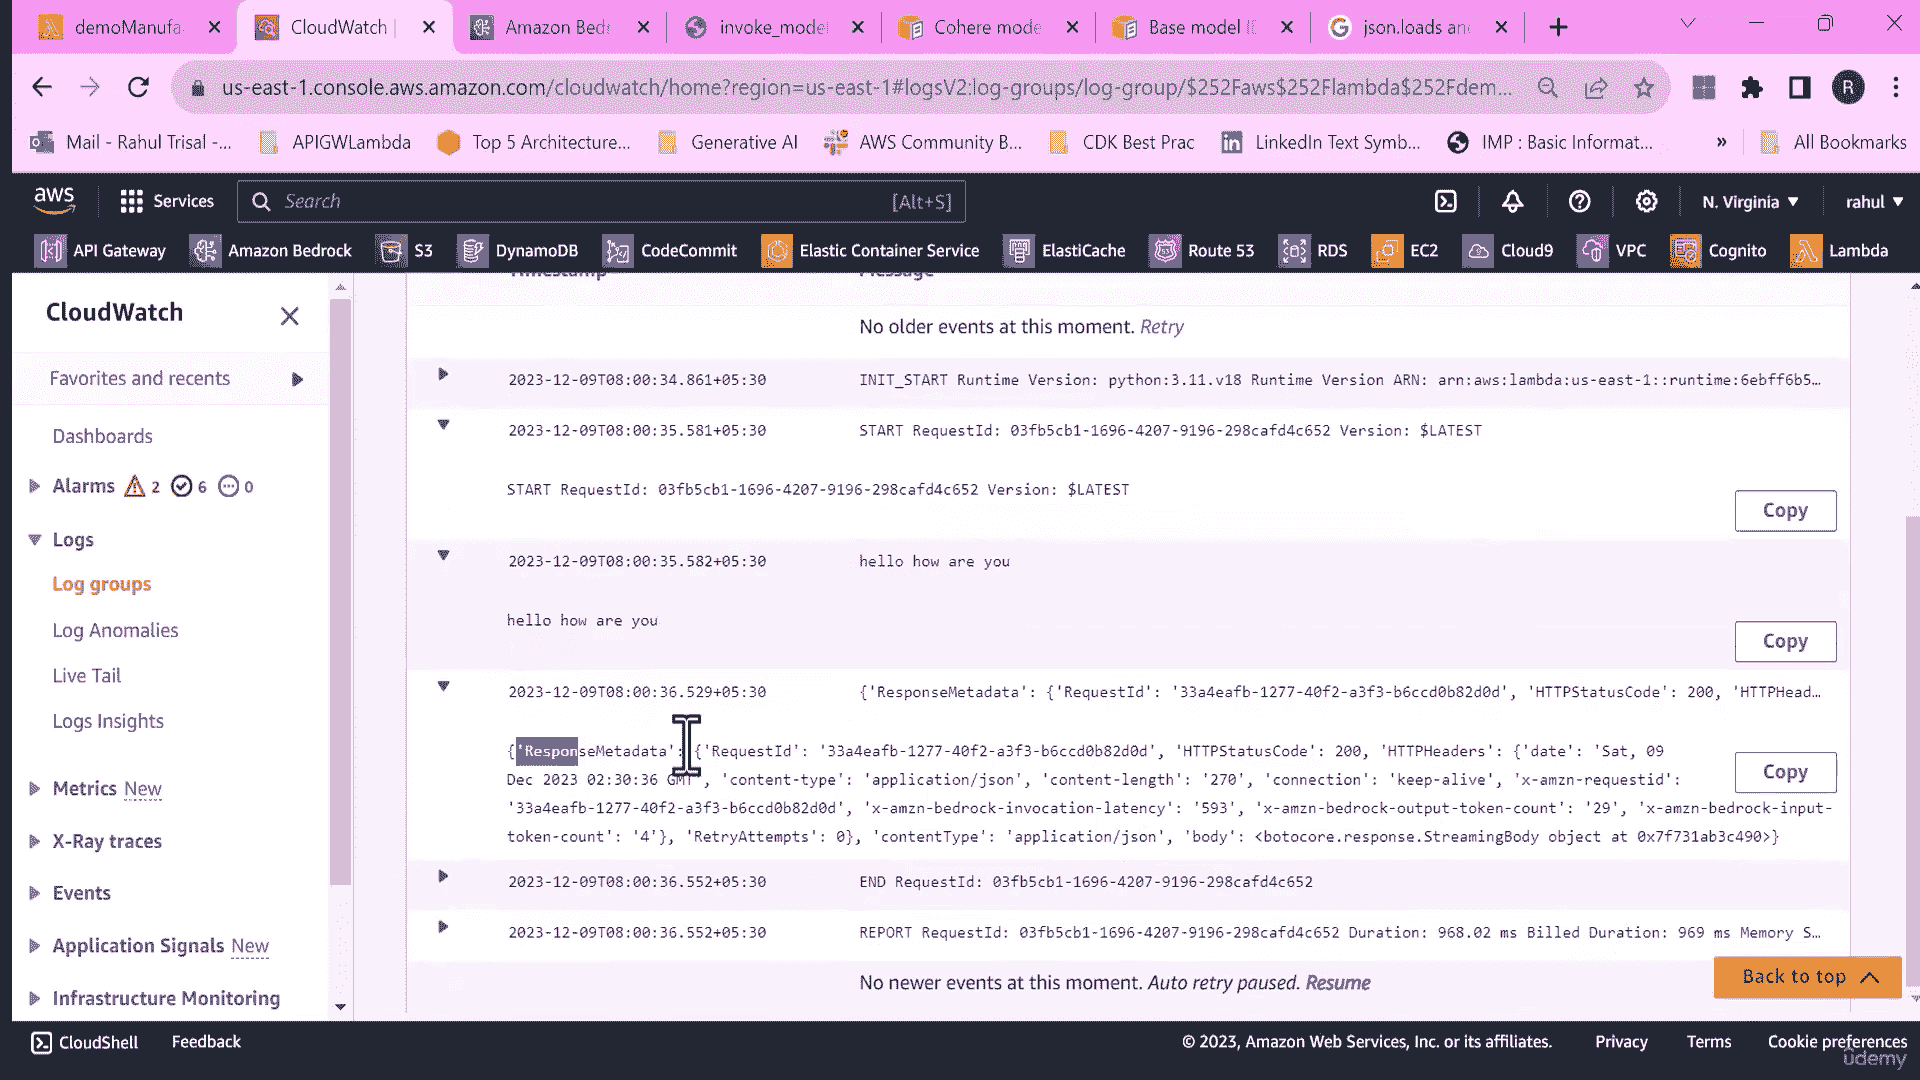 demoManufa
CloudWatch |
Amazon Bed
invoke_model
Cohere mode
Base model I
json.loads an
us-east-1.console.aws.amazon.com/cloudwatch/home?region=us-east-1#logsV2:log-groups/log-group/$252Faws$252Flambda$252Fdem...
R
Mail - Rahul Trisal -...
APIGWLambda
Top 5 Architecture...
Generative AI
AWS Community B...
CDK Best Prac
LinkedIn Text Symb...
IMP : Basic Informat...
»
All Bookmarks
aws
Services
Search
[Alt+S]
N. Virginia
rahul
API Gateway
Amazon Bedrock
S3
DynamoDB
CodeCommit
Elastic Container Service
ElastiCache
Route 53
RDS
EC2
Cloud9
VPC
Cognito
Lambda
CloudWatch
Favorites and recents
Dashboards
Alarms 2 6 0
Logs
Log groups
Log Anomalies
Live Tail
Logs Insights
Metrics New
X-Ray traces
Events
Application Signals New
Infrastructure Monitoring
Timestamp Message
No older events at this moment. Retry
2023-12-09T08:00:34.861+05:30 INIT_START Runtime Version: python:3.11.v18 Runtime Version ARN: arn:aws:lambda:us-east-1::runtime:6ebff6b5…
2023-12-09T08:00:35.581+05:30 START RequestId: 03fb5cb1-1696-4207-9196-298cafd4c652 Version: $LATEST
START RequestId: 03fb5cb1-1696-4207-9196-298cafd4c652 Version: $LATEST
Copy
2023-12-09T08:00:35.582+05:30 hello how are you
hello how are you
Copy
2023-12-09T08:00:36.529+05:30 {'ResponseMetadata': {'RequestId': '33a4eafb-1277-40f2-a3f3-b6ccd0b82d0d', 'HTTPStatusCode': 200, 'HTTPHead…
{'ResponseMetadata': {'RequestId': '33a4eafb-1277-40f2-a3f3-b6ccd0b82d0d', 'HTTPStatusCode': 200, 'HTTPHeaders': {'date': 'Sat, 09
Dec 2023 02:30:36 GMT', 'content-type': 'application/json', 'content-length': '270', 'connection': 'keep-alive', 'x-amzn-requestid':
'33a4eafb-1277-40f2-a3f3-b6ccd0b82d0d', 'x-amzn-bedrock-invocation-latency': '593', 'x-amzn-bedrock-output-token-count': '29', 'x-amzn-bedrock-input-
token-count': '4'}, 'RetryAttempts': 0}, 'contentType': 'application/json', 'body': <botocore.response.StreamingBody object at 0x7f731ab3c490>}
Copy
2023-12-09T08:00:36.552+05:30 END RequestId: 03fb5cb1-1696-4207-9196-298cafd4c652
2023-12-09T08:00:36.552+05:30 REPORT RequestId: 03fb5cb1-1696-4207-9196-298cafd4c652 Duration: 968.02 ms Billed Duration: 969 ms Memory S…
No newer events at this moment. Auto retry paused. Resume
Back to top
CloudShell
Feedback
© 2023, Amazon Web Services, Inc. or its affiliates.
Privacy
Terms
Cookie preferences
ûdemy